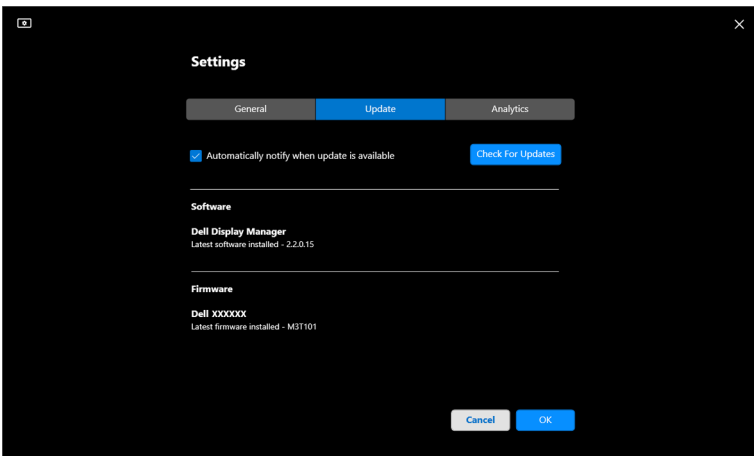 Settings
General
Update
Analytics
Automatically notify when update is available
Check For Updates
Software
Dell Display Manager
Latest software installed - 2.2.0.15
Firmware
Dell XXXXXX
Latest firmware installed - M3T101
Cancel
OK